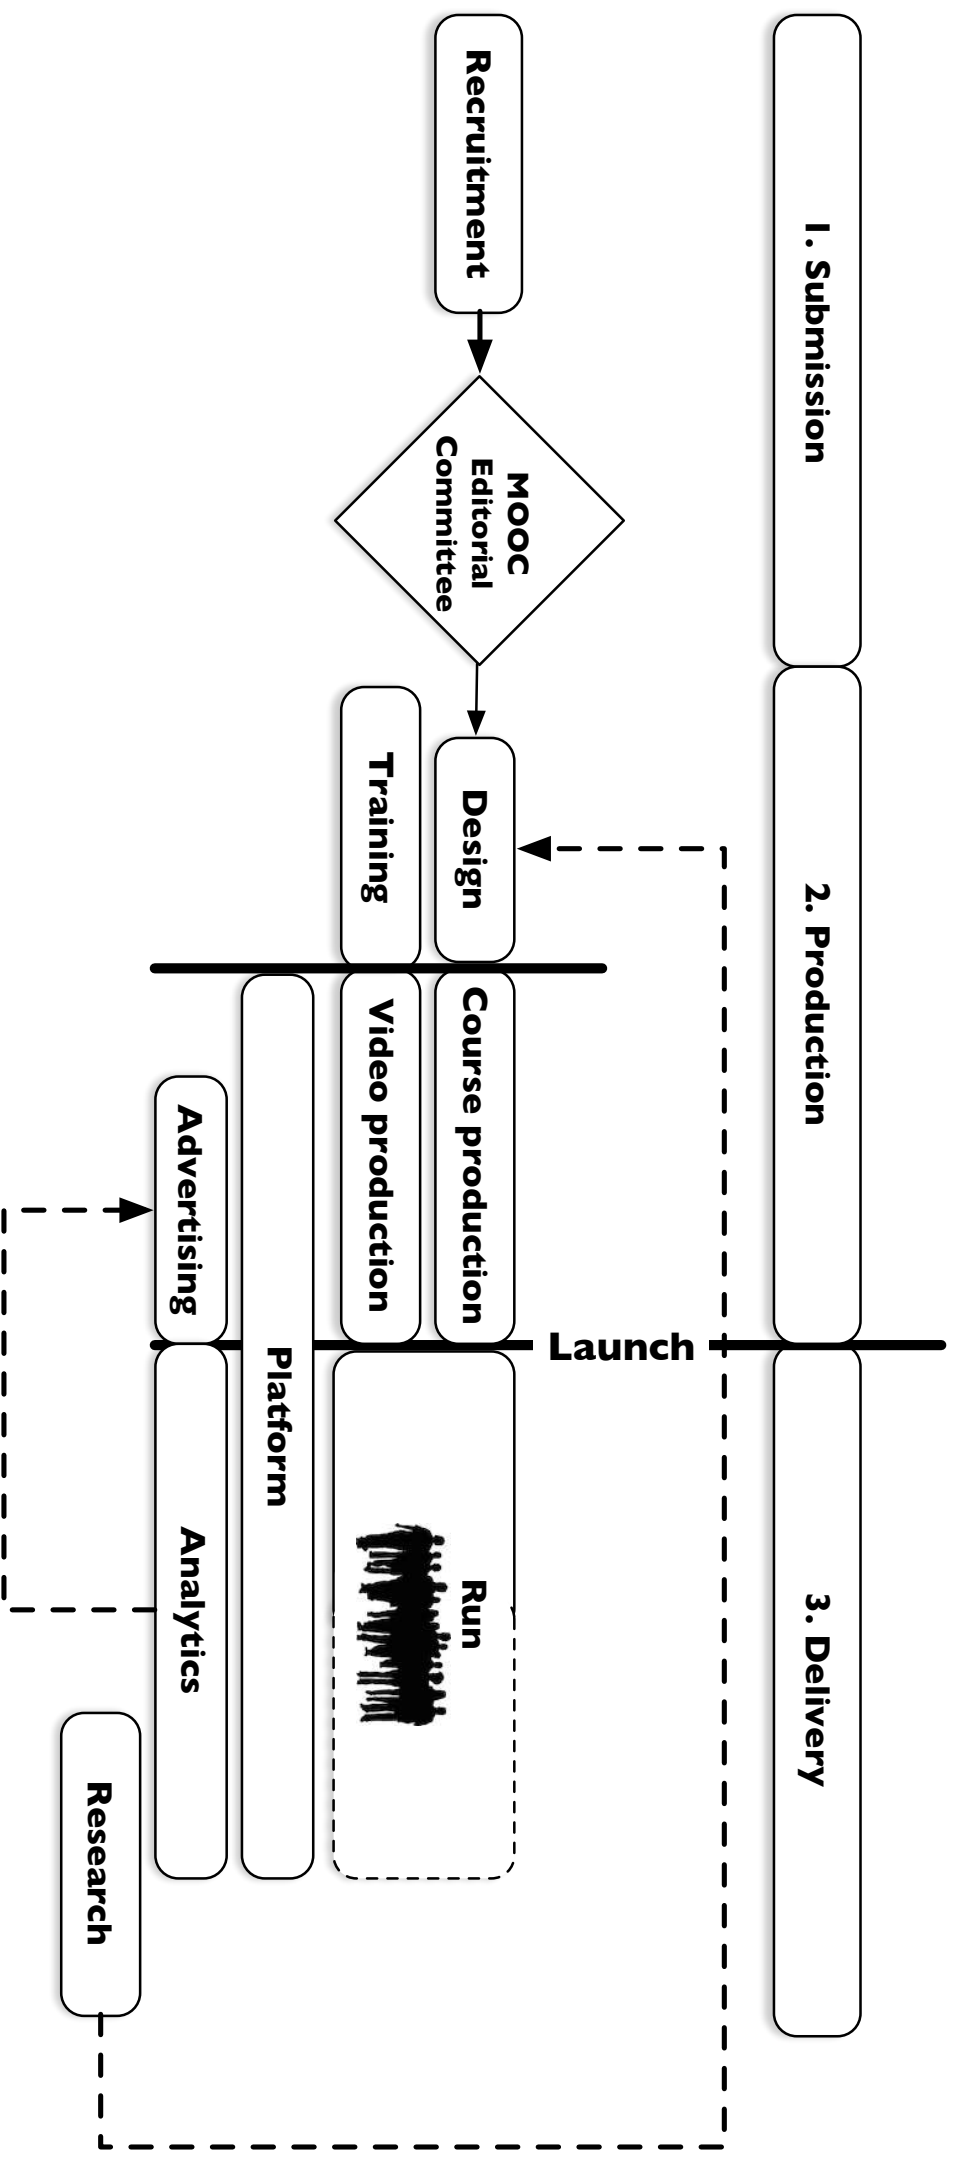 1. Submission
2. Production
3. Delivery
Launch
Recruitment
MOOC
Editorial
Committee
Design
Course production
Run
Training
Video production
Platform
Advertising
Analytics
Research